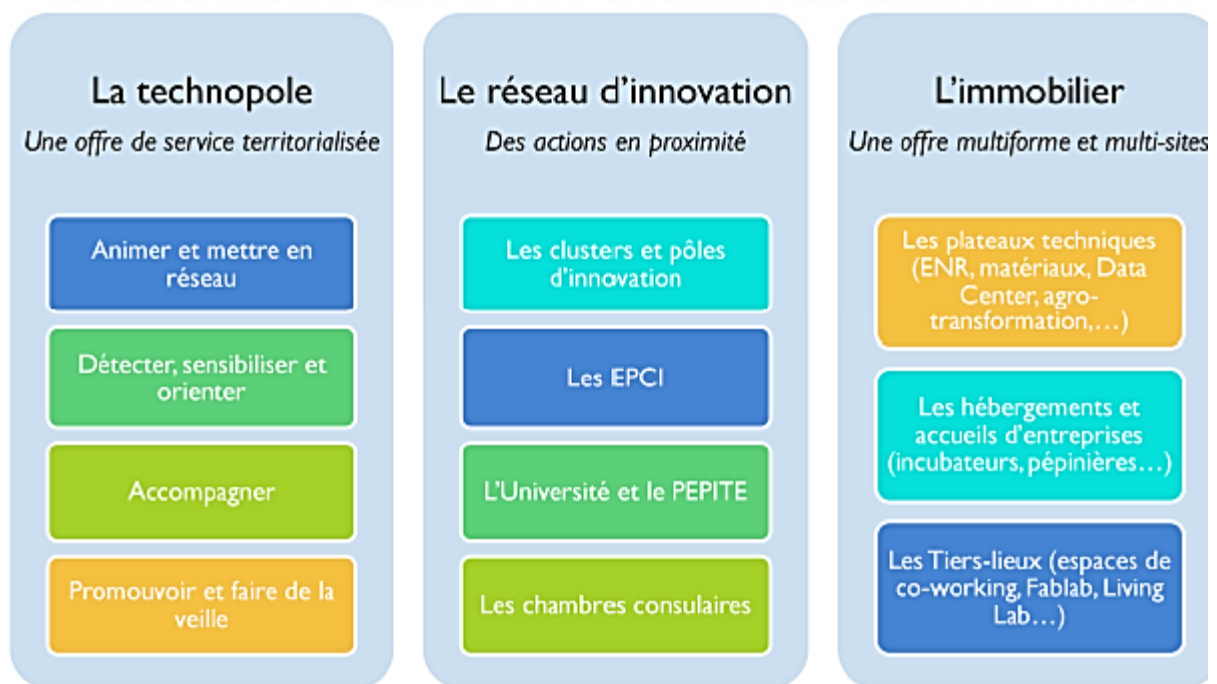 La technopole
Une offre de service territorialisée
Animer et mettre en
réseau
Détecter, sensibiliser et
orienter
Accompagner
Promouvoir et faire de la
veille
Le réseau d'innovation
Des actions en proximité
Les clusters et pôles
d'innovation
Les EPCI
L'Université et le PEPITE
Les chambres consulaires
L'immobilier
Une offre multiforme et multi-sites
Les plateaux techniques
(ENR, matériaux, Data
Center, agro-
transformation,…)
Les hébergements et
accueils d'entreprises
(incubateurs, pépinières…)
Les Tiers-lieux (espaces de
co-working, Fablab, Living
Lab…)